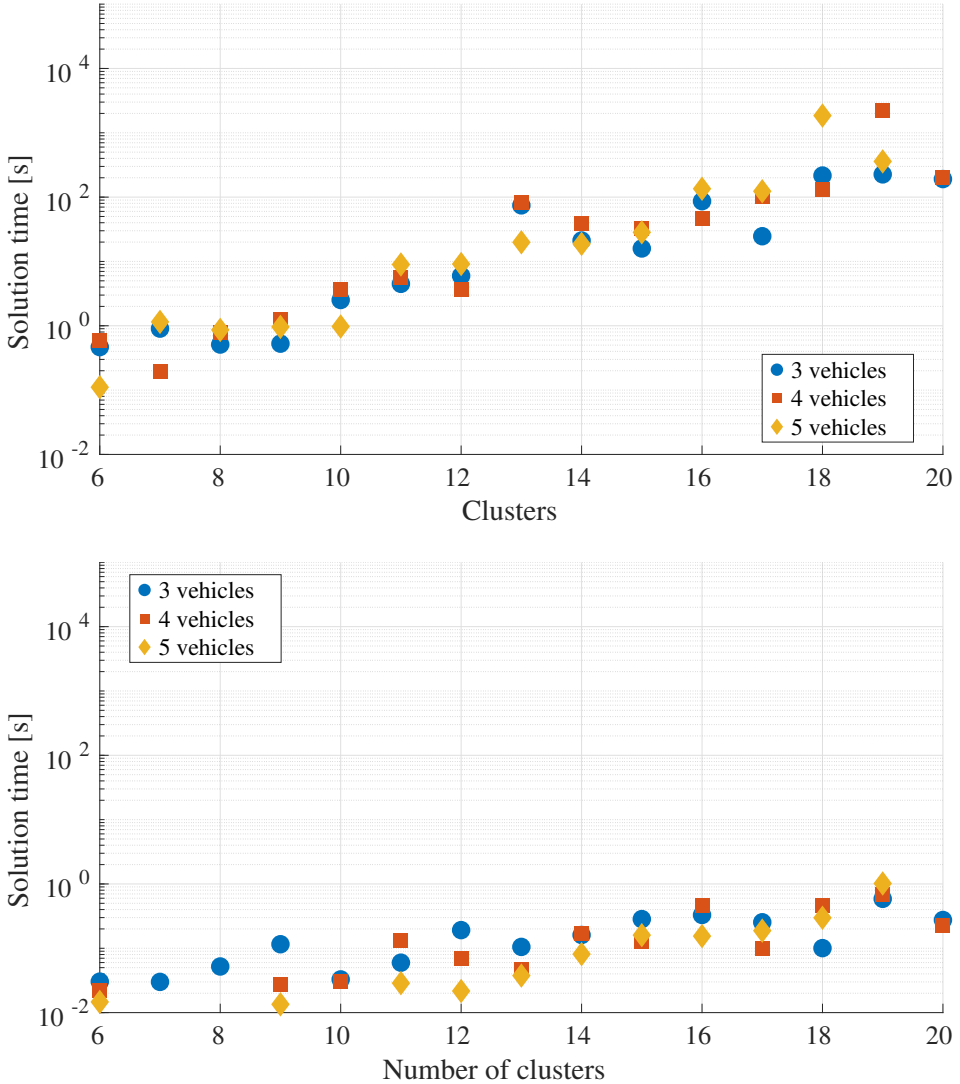 10^4
10^2
10^0
10^-2
Solution time [s]
3 vehicles
4 vehicles
5 vehicles
6 8 10 12 14 16 18 20
Clusters
3 vehicles
4 vehicles
5 vehicles
10^4
10^2
10^0
10^-2
Solution time [s]
6 8 10 12 14 16 18 20
Number of clusters